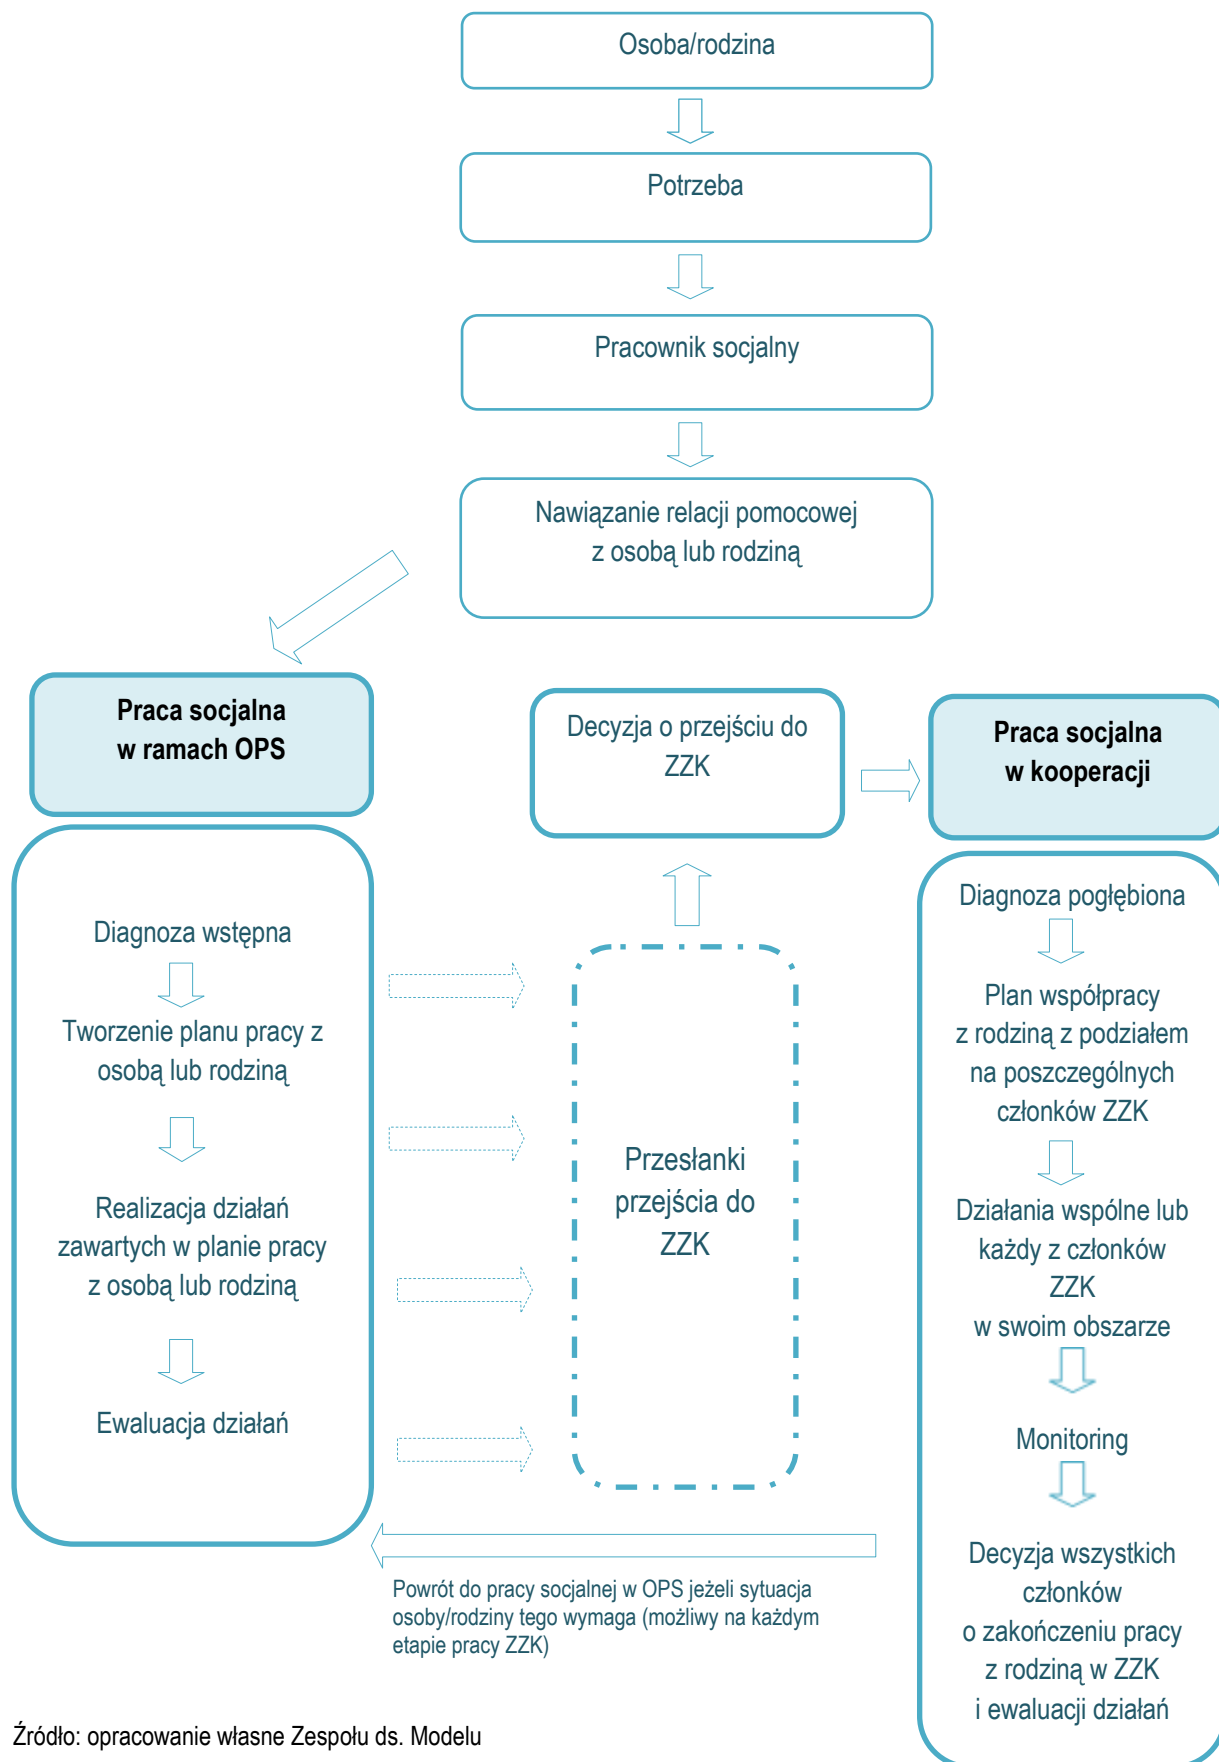 Osoba/rodzina
Potrzeba
Pracownik socjalny
Nawiązanie relacji pomocowej
z osobą lub rodziną
Praca socjalna
w ramach OPS
Diagnoza wstępna
Tworzenie planu pracy z
osobą lub rodziną
Realizacja działań
zawartych w planie pracy
z osobą lub rodziną
Ewaluacja działań
Decyzja o przejściu do
ZZK
Przesłanki
przejścia do
ZZK
Praca socjalna
w kooperacji
Diagnoza pogłębiona
Plan współpracy
z rodziną z podziałem
na poszczególnych
członków ZZK
Działania wspólne lub
każdy z członków
ZZK
w swoim obszarze
Monitoring
Decyzja wszystkich
członków
o zakończeniu pracy
z rodziną w ZZK
i ewaluacji działań
Powrót do pracy socjalnej w OPS jeżeli sytuacja
osoby/rodziny tego wymaga (możliwy na każdym
etapie pracy ZZK)
Źródło: opracowanie własne Zespołu ds. Modelu